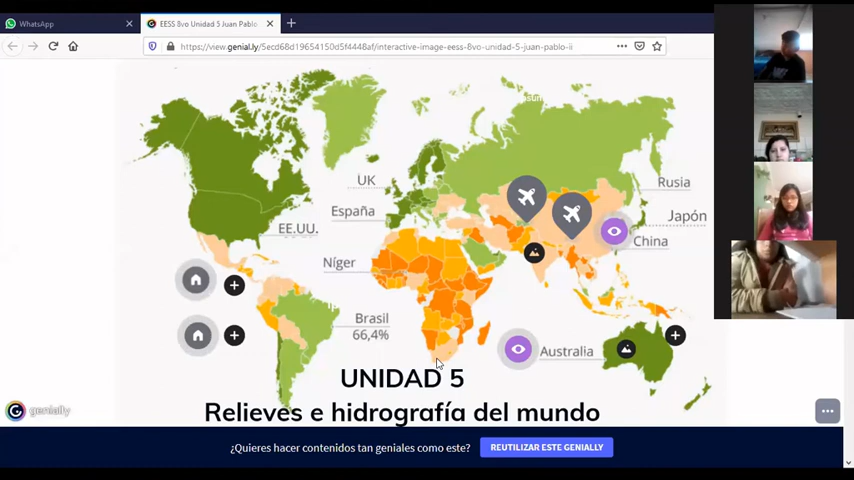 WhatsApp
EESS 8vo Unidad 5 Juan Pablo
https://view.genial.ly/5ecd68d19654150d5f4448af/interactive-image-eess-8vo-unidad-5-juan-pablo-ii
UK
España
EE.UU.
Níger
Brasil
66,4%
Rusia
Japón
China
Australia
UNIDAD 5
Relieves e hidrografía del mundo
genially
¿Quieres hacer contenidos tan geniales como este?
REUTILIZAR ESTE GENIALLY